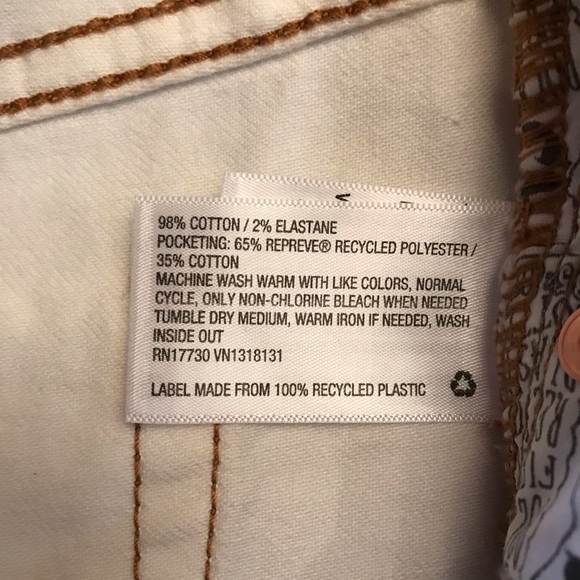 98% COTTON / 2% ELASTANE
POCKETING: 65% REPREVE® RECYCLED POLYESTER /
35% COTTON
MACHINE WASH WARM WITH LIKE COLORS, NORMAL
CYCLE, ONLY NON-CHLORINE BLEACH WHEN NEEDED
TUMBLE DRY MEDIUM, WARM IRON IF NEEDED, WASH
INSIDE OUT
RN17730 VN1318131
LABEL MADE FROM 100% RECYCLED PLASTIC